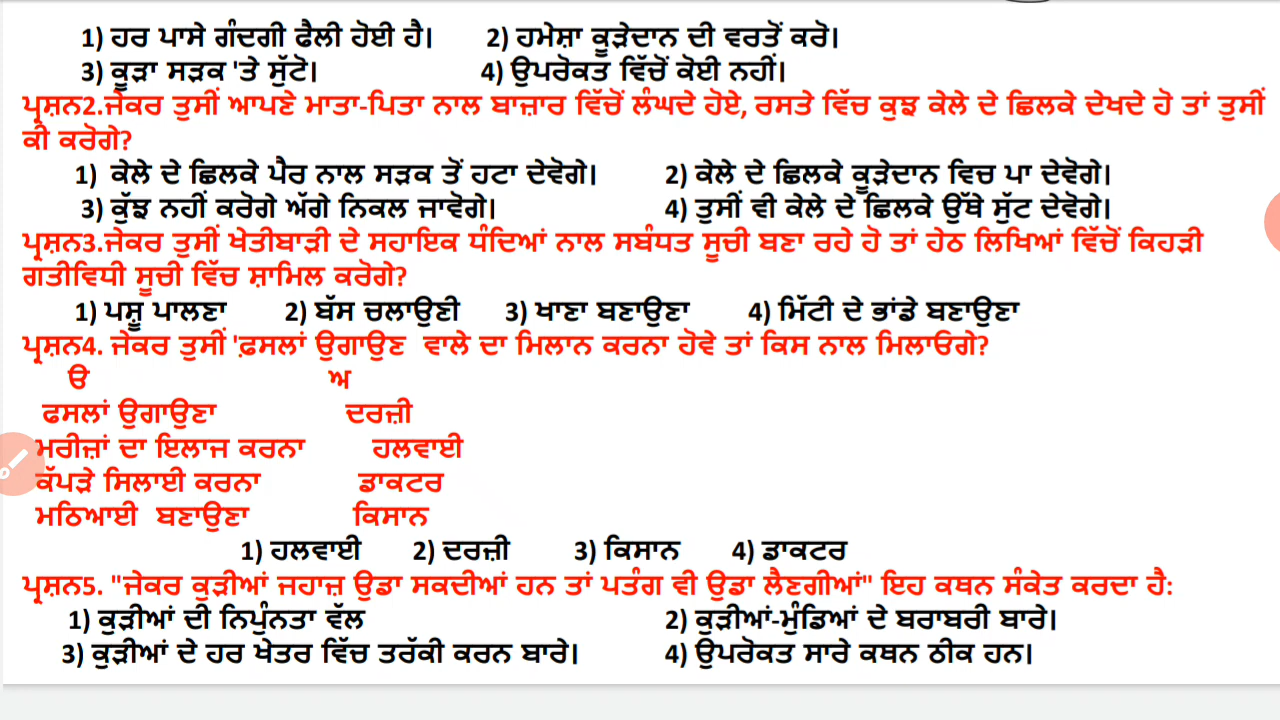 1) ਹਰ ਪਾਸੇ ਗੰਦਗੀ ਫੈਲੀ ਹੋਈ ਹੈ। 2) ਹਮੇਸ਼ਾ ਕੂੜੇਦਾਨ ਦੀ ਵਰਤੋਂ ਕਰੋ।
3) ਕੂੜਾ ਸੜਕ 'ਤੇ ਸੁੱਟੋ। 4) ਉਪਰੋਕਤ ਵਿੱਚੋਂ ਕੋਈ ਨਹੀਂ।
ਪ੍ਰਸ਼ਨ2.ਜੇਕਰ ਤੁਸੀਂ ਆਪਣੇ ਮਾਤਾ-ਪਿਤਾ ਨਾਲ ਬਾਜ਼ਾਰ ਵਿੱਚੋਂ ਲੰਘਦੇ ਹੋਏ, ਰਸਤੇ ਵਿੱਚ ਕੁਝ ਕੇਲੇ ਦੇ ਛਿਲਕੇ ਦੇਖਦੇ ਹੋ ਤਾਂ ਤੁਸੀਂ
ਕੀ ਕਰੋਗੇ?
1) ਕੇਲੇ ਦੇ ਛਿਲਕੇ ਪੈਰ ਨਾਲ ਸੜਕ ਤੋਂ ਹਟਾ ਦੇਵੋਗੇ। 2) ਕੇਲੇ ਦੇ ਛਿਲਕੇ ਕੂੜੇਦਾਨ ਵਿਚ ਪਾ ਦੇਵੋਗੇ।
3) ਕੁੱਝ ਨਹੀਂ ਕਰੋਗੇ ਅੱਗੇ ਨਿਕਲ ਜਾਵੋਗੇ। 4) ਤੁਸੀਂ ਵੀ ਕੇਲੇ ਦੇ ਛਿਲਕੇ ਉੱਥੇ ਸੁੱਟ ਦੇਵੋਗੇ।
ਪ੍ਰਸ਼ਨ3.ਜੇਕਰ ਤੁਸੀਂ ਖੇਤੀਬਾੜੀ ਦੇ ਸਹਾਇਕ ਧੰਦਿਆਂ ਨਾਲ ਸਬੰਧਤ ਸੂਚੀ ਬਣਾ ਰਹੇ ਹੋ ਤਾਂ ਹੇਠ ਲਿਖਿਆਂ ਵਿੱਚੋਂ ਕਿਹੜੀ
ਗਤੀਵਿਧੀ ਸੂਚੀ ਵਿੱਚ ਸ਼ਾਮਿਲ ਕਰੋਗੇ?
1) ਪਸ਼ੂ ਪਾਲਣਾ 2) ਬੱਸ ਚਲਾਉਣੀ 3) ਖਾਣਾ ਬਣਾਉਣਾ 4) ਮਿੱਟੀ ਦੇ ਭਾਂਡੇ ਬਣਾਉਣਾ
ਪ੍ਰਸ਼ਨ4. ਜੇਕਰ ਤੁਸੀਂ 'ਫ਼ਸਲਾਂ ਉਗਾਉਣ ਵਾਲੇ ਦਾ ਮਿਲਾਨ ਕਰਨਾ ਹੋਵੇ ਤਾਂ ਕਿਸ ਨਾਲ ਮਿਲਾਓਗੇ?
ੳ ਅ
ਫਸਲਾਂ ਉਗਾਉਣਾ ਦਰਜ਼ੀ
ਮਰੀਜ਼ਾਂ ਦਾ ਇਲਾਜ ਕਰਨਾ ਹਲਵਾਈ
ਕੱਪੜੇ ਸਿਲਾਈ ਕਰਨਾ ਡਾਕਟਰ
ਮਠਿਆਈ ਬਣਾਉਣਾ ਕਿਸਾਨ
1) ਹਲਵਾਈ 2) ਦਰਜ਼ੀ 3) ਕਿਸਾਨ 4) ਡਾਕਟਰ
ਪ੍ਰਸ਼ਨ5. "ਜੇਕਰ ਕੁੜੀਆਂ ਜਹਾਜ਼ ਉਡਾ ਸਕਦੀਆਂ ਹਨ ਤਾਂ ਪਤੰਗ ਵੀ ਉਡਾ ਲੈਣਗੀਆਂ" ਇਹ ਕਥਨ ਸੰਕੇਤ ਕਰਦਾ ਹੈ:
1) ਕੁੜੀਆਂ ਦੀ ਨਿਪੁੰਨਤਾ ਵੱਲ 2) ਕੁੜੀਆਂ-ਮੁੰਡਿਆਂ ਦੇ ਬਰਾਬਰੀ ਬਾਰੇ।
3) ਕੁੜੀਆਂ ਦੇ ਹਰ ਖੇਤਰ ਵਿੱਚ ਤਰੱਕੀ ਕਰਨ ਬਾਰੇ। 4) ਉਪਰੋਕਤ ਸਾਰੇ ਕਥਨ ਠੀਕ ਹਨ।